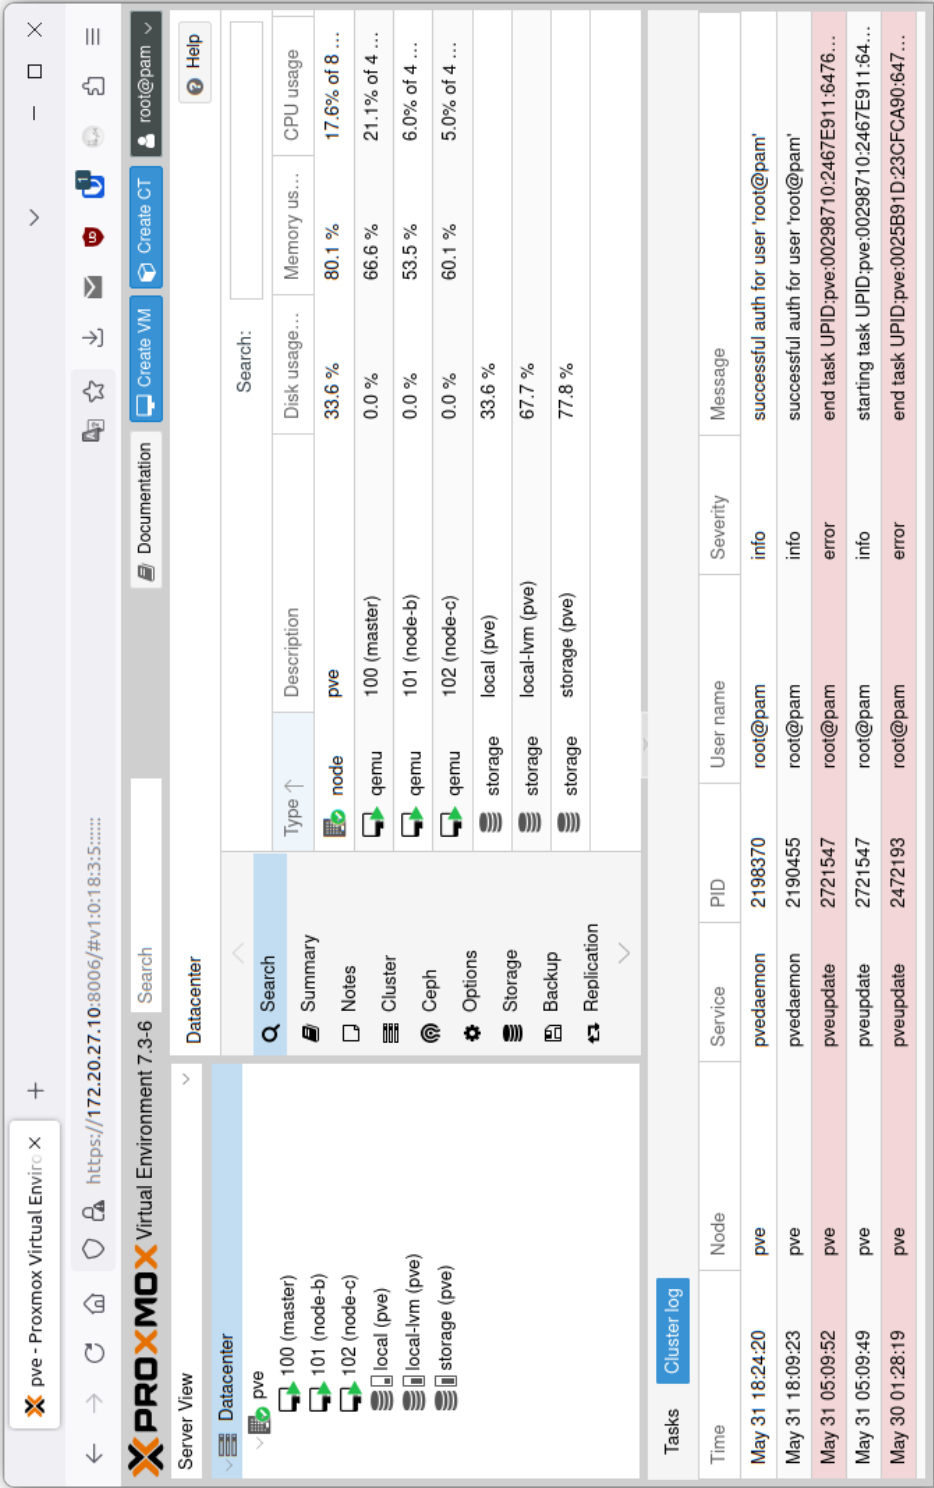 pve - Proxmox Virtual Enviro
https://172.20.27.10:8006/#v1:0:18:3:5::::::
1
PROXMOX Virtual Environment 7.3-6
Search
Documentation
Create VM
Create CT
root@pam
Server View
Datacenter
Help
Datacenter
pve
100 (master)
101 (node-b)
102 (node-c)
local (pve)
local-lvm (pve)
storage (pve)
Search
Summary
Notes
Cluster
Ceph
Options
Storage
Backup
Replication
Search:
Type ↑ Description Disk usage... Memory us... CPU usage
node pve 33.6 % 80.1 % 17.6% of 8 ...
qemu 100 (master) 0.0 % 66.6 % 21.1% of 4 ...
qemu 101 (node-b) 0.0 % 53.5 % 6.0% of 4 ...
qemu 102 (node-c) 0.0 % 60.1 % 5.0% of 4 ...
storage local (pve) 33.6 %
storage local-lvm (pve) 67.7 %
storage storage (pve) 77.8 %
Tasks Cluster log
Time Node Service PID User name Severity Message
May 31 18:24:20 pve pvedaemon 2198370 root@pam info successful auth for user 'root@pam'
May 31 18:09:23 pve pvedaemon 2190455 root@pam info successful auth for user 'root@pam'
May 31 05:09:52 pve pveupdate 2721547 root@pam error end task UPID:pve:00298710:2467E911:6476...
May 31 05:09:49 pve pveupdate 2721547 root@pam info starting task UPID:pve:00298710:2467E911:64...
May 30 01:28:19 pve pveupdate 2472193 root@pam error end task UPID:pve:0025B91D:23CFCA90:647...